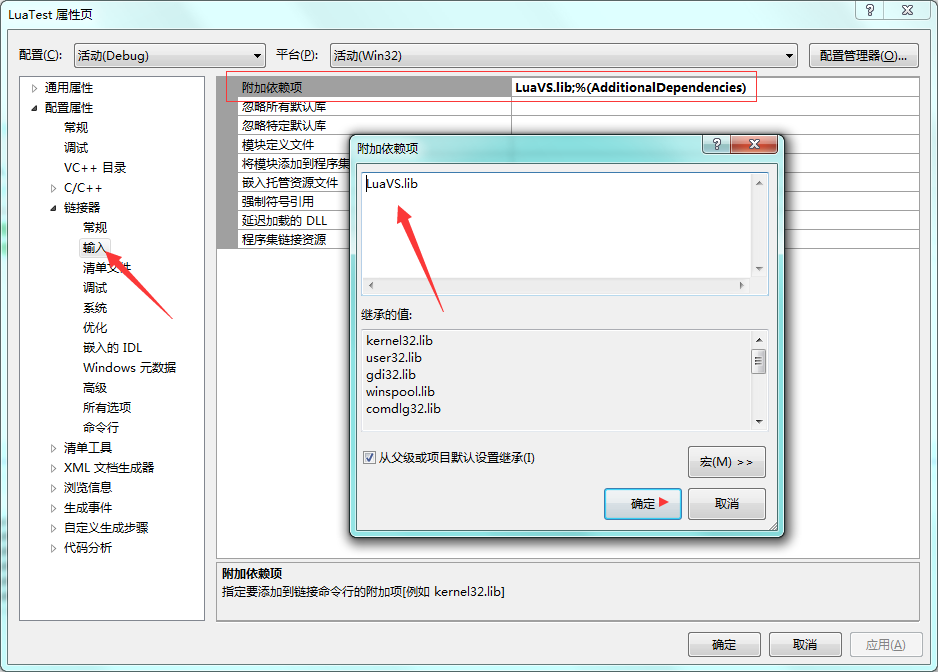 LuaTest 属性页
配置(C): 活动(Debug) 平台(P): 活动(Win32) 配置管理器(O)...
通用属性
配置属性
常规
调试
VC++ 目录
C/C++
链接器
常规
输入
清单文件
调试
系统
优化
嵌入的 IDL
Windows 元数据
高级
所有选项
命令行
清单工具
XML 文档生成器
浏览信息
生成事件
自定义生成步骤
代码分析
附加依赖项 LuaVS.lib;%(AdditionalDependencies)
忽略所有默认库
忽略特定默认库
模块定义文件
将模块添加到程序集
嵌入托管资源文件
强制符号引用
延迟加载的 DLL
程序集链接资源
附加依赖项
LuaVS.lib
继承的值:
kernel32.lib
user32.lib
gdi32.lib
winspool.lib
comdlg32.lib
从父级或项目默认设置继承(I)
宏(M) >>
确定 取消
附加依赖项
指定要添加到链接命令行的附加项[例如 kernel32.lib]
确定 取消 应用(A)